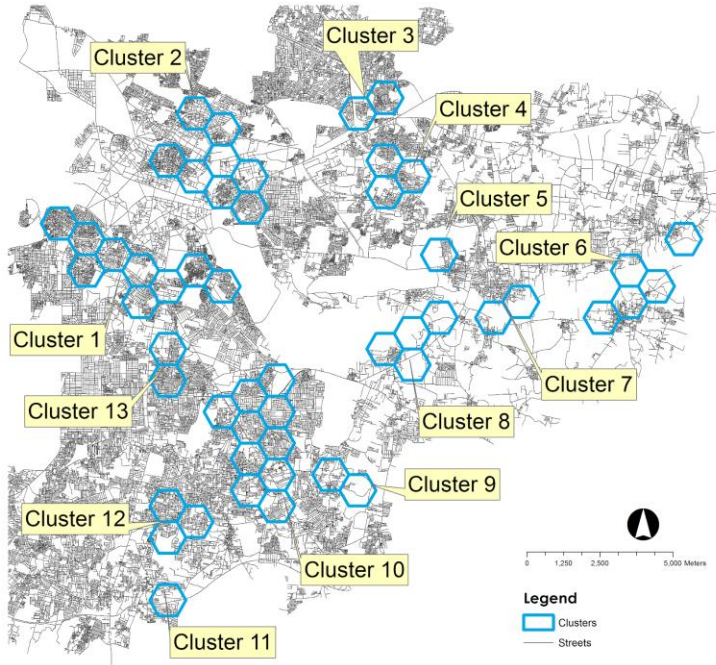 Cluster 3
Cluster 2
Cluster 4
Cluster 5
Cluster 6
Cluster 1
Cluster 7
Cluster 13
Cluster 8
Cluster 9
Cluster 12
Cluster 10
Cluster 11
0 1,250 2,500 5,000 Meters
Legend
Clusters
Streets